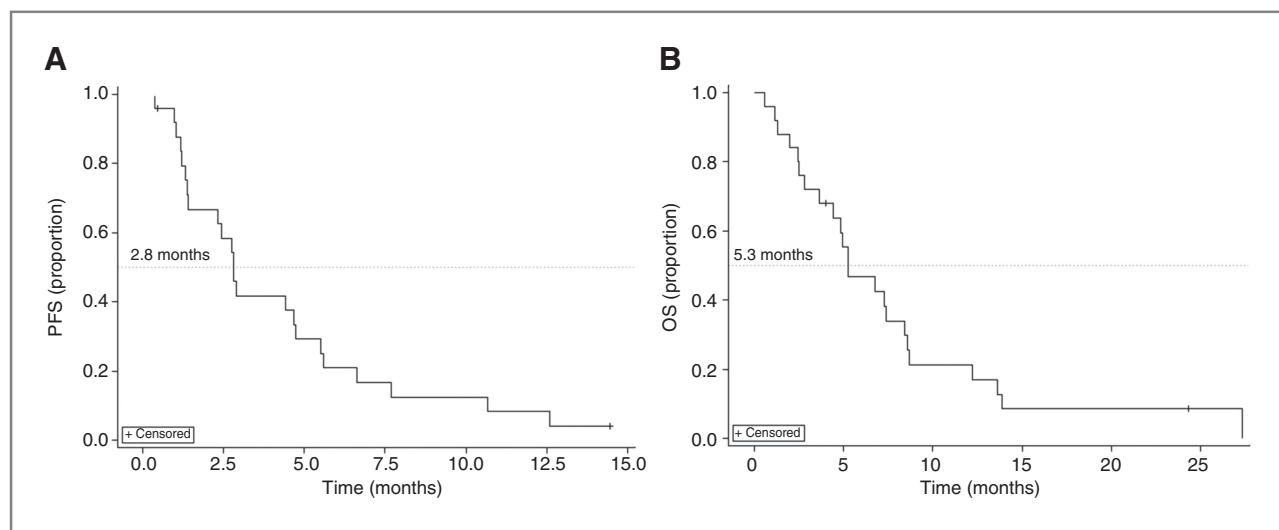 A
1.0
0.8
0.6
0.4
0.2
0.0
PFS (proportion)
2.8 months
+ Censored
0.0 2.5 5.0 7.5 10.0 12.5 15.0
Time (months)
B
1.0
0.8
0.6
0.4
0.2
0.0
OS (proportion)
5.3 months
+ Censored
0 5 10 15 20 25
Time (months)